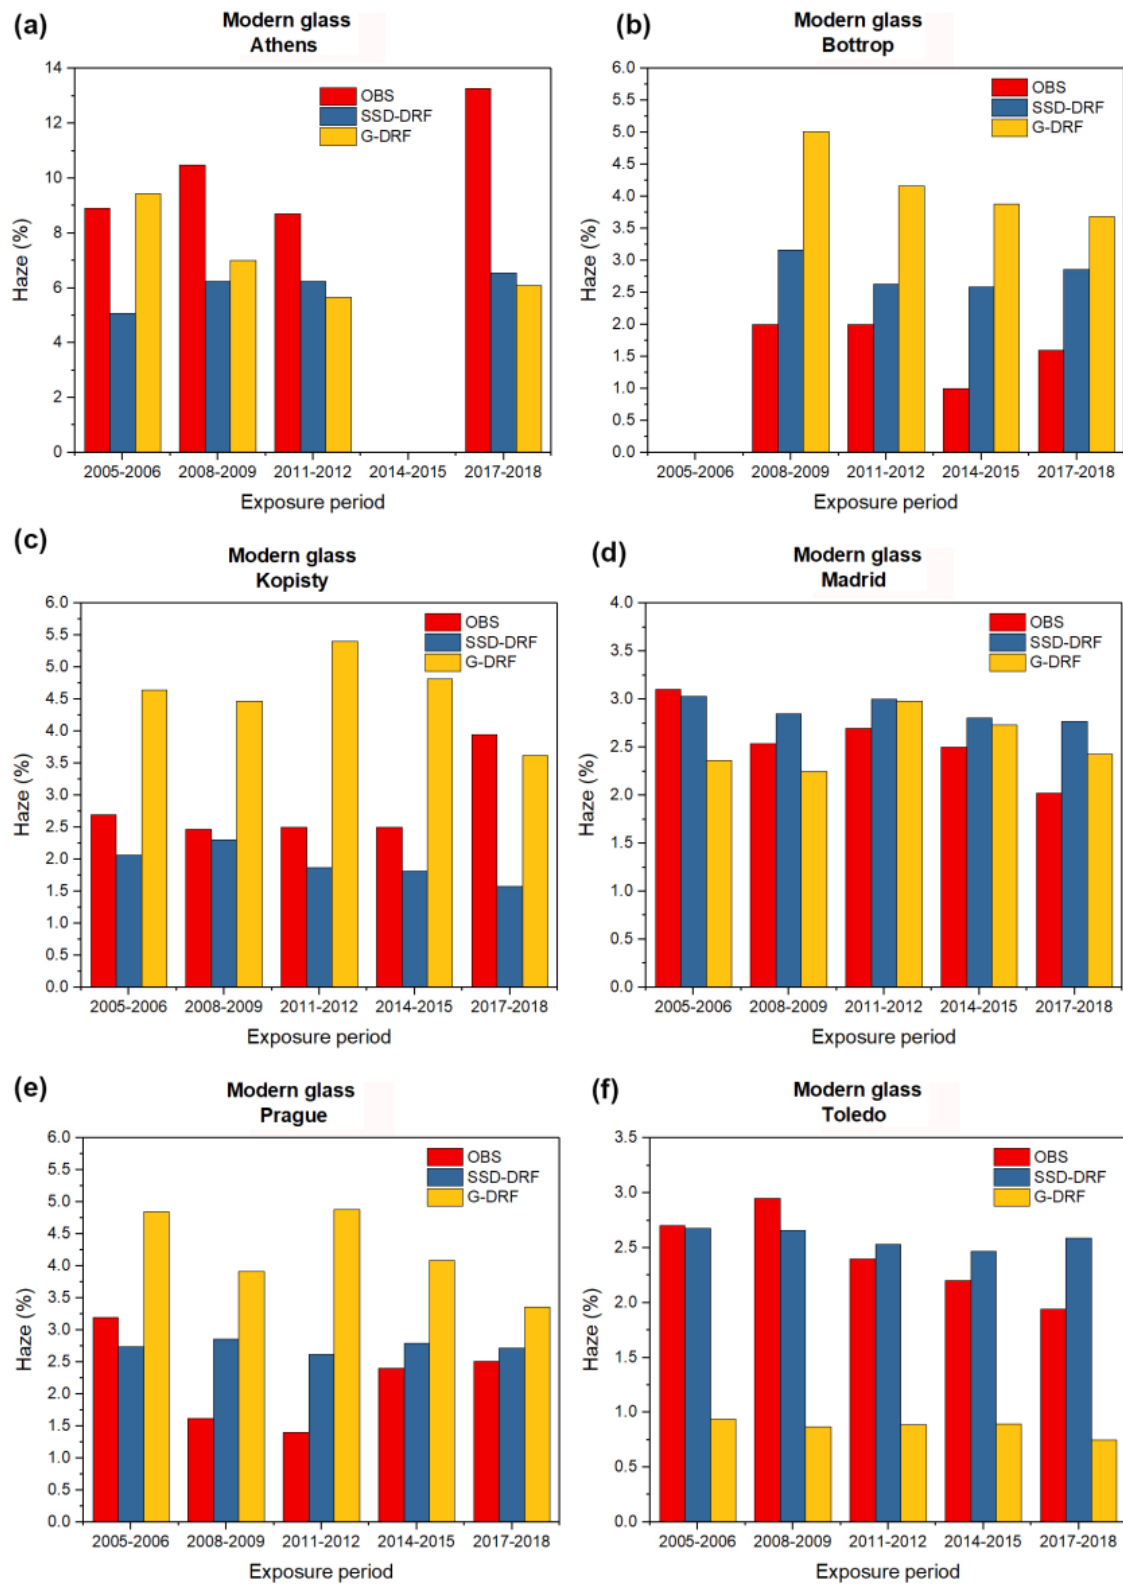 (a)
Modern glass
Athens
OBS
SSD-DRF
G-DRF
Haze (%)
14
12
10
8
6
4
2
0
2005-2006 2008-2009 2011-2012 2014-2015 2017-2018
Exposure period
(b)
Modern glass
Bottrop
OBS
SSD-DRF
G-DRF
Haze (%)
6.0
5.5
5.0
4.5
4.0
3.5
3.0
2.5
2.0
1.5
1.0
0.5
0.0
2005-2006 2008-2009 2011-2012 2014-2015 2017-2018
Exposure period
(c)
Modern glass
Kopisty
OBS
SSD-DRF
G-DRF
Haze (%)
6.0
5.5
5.0
4.5
4.0
3.5
3.0
2.5
2.0
1.5
1.0
0.5
0.0
2005-2006 2008-2009 2011-2012 2014-2015 2017-2018
Exposure period
(d)
Modern glass
Madrid
OBS
SSD-DRF
G-DRF
Haze (%)
4.0
3.5
3.0
2.5
2.0
1.5
1.0
0.5
0.0
2005-2006 2008-2009 2011-2012 2014-2015 2017-2018
Exposure period
(e)
Modern glass
Prague
OBS
SSD-DRF
G-DRF
Haze (%)
6.0
5.5
5.0
4.5
4.0
3.5
3.0
2.5
2.0
1.5
1.0
0.5
0.0
2005-2006 2008-2009 2011-2012 2014-2015 2017-2018
Exposure period
(f)
Modern glass
Toledo
OBS
SSD-DRF
G-DRF
Haze (%)
3.5
3.0
2.5
2.0
1.5
1.0
0.5
0.0
2005-2006 2008-2009 2011-2012 2014-2015 2017-2018
Exposure period